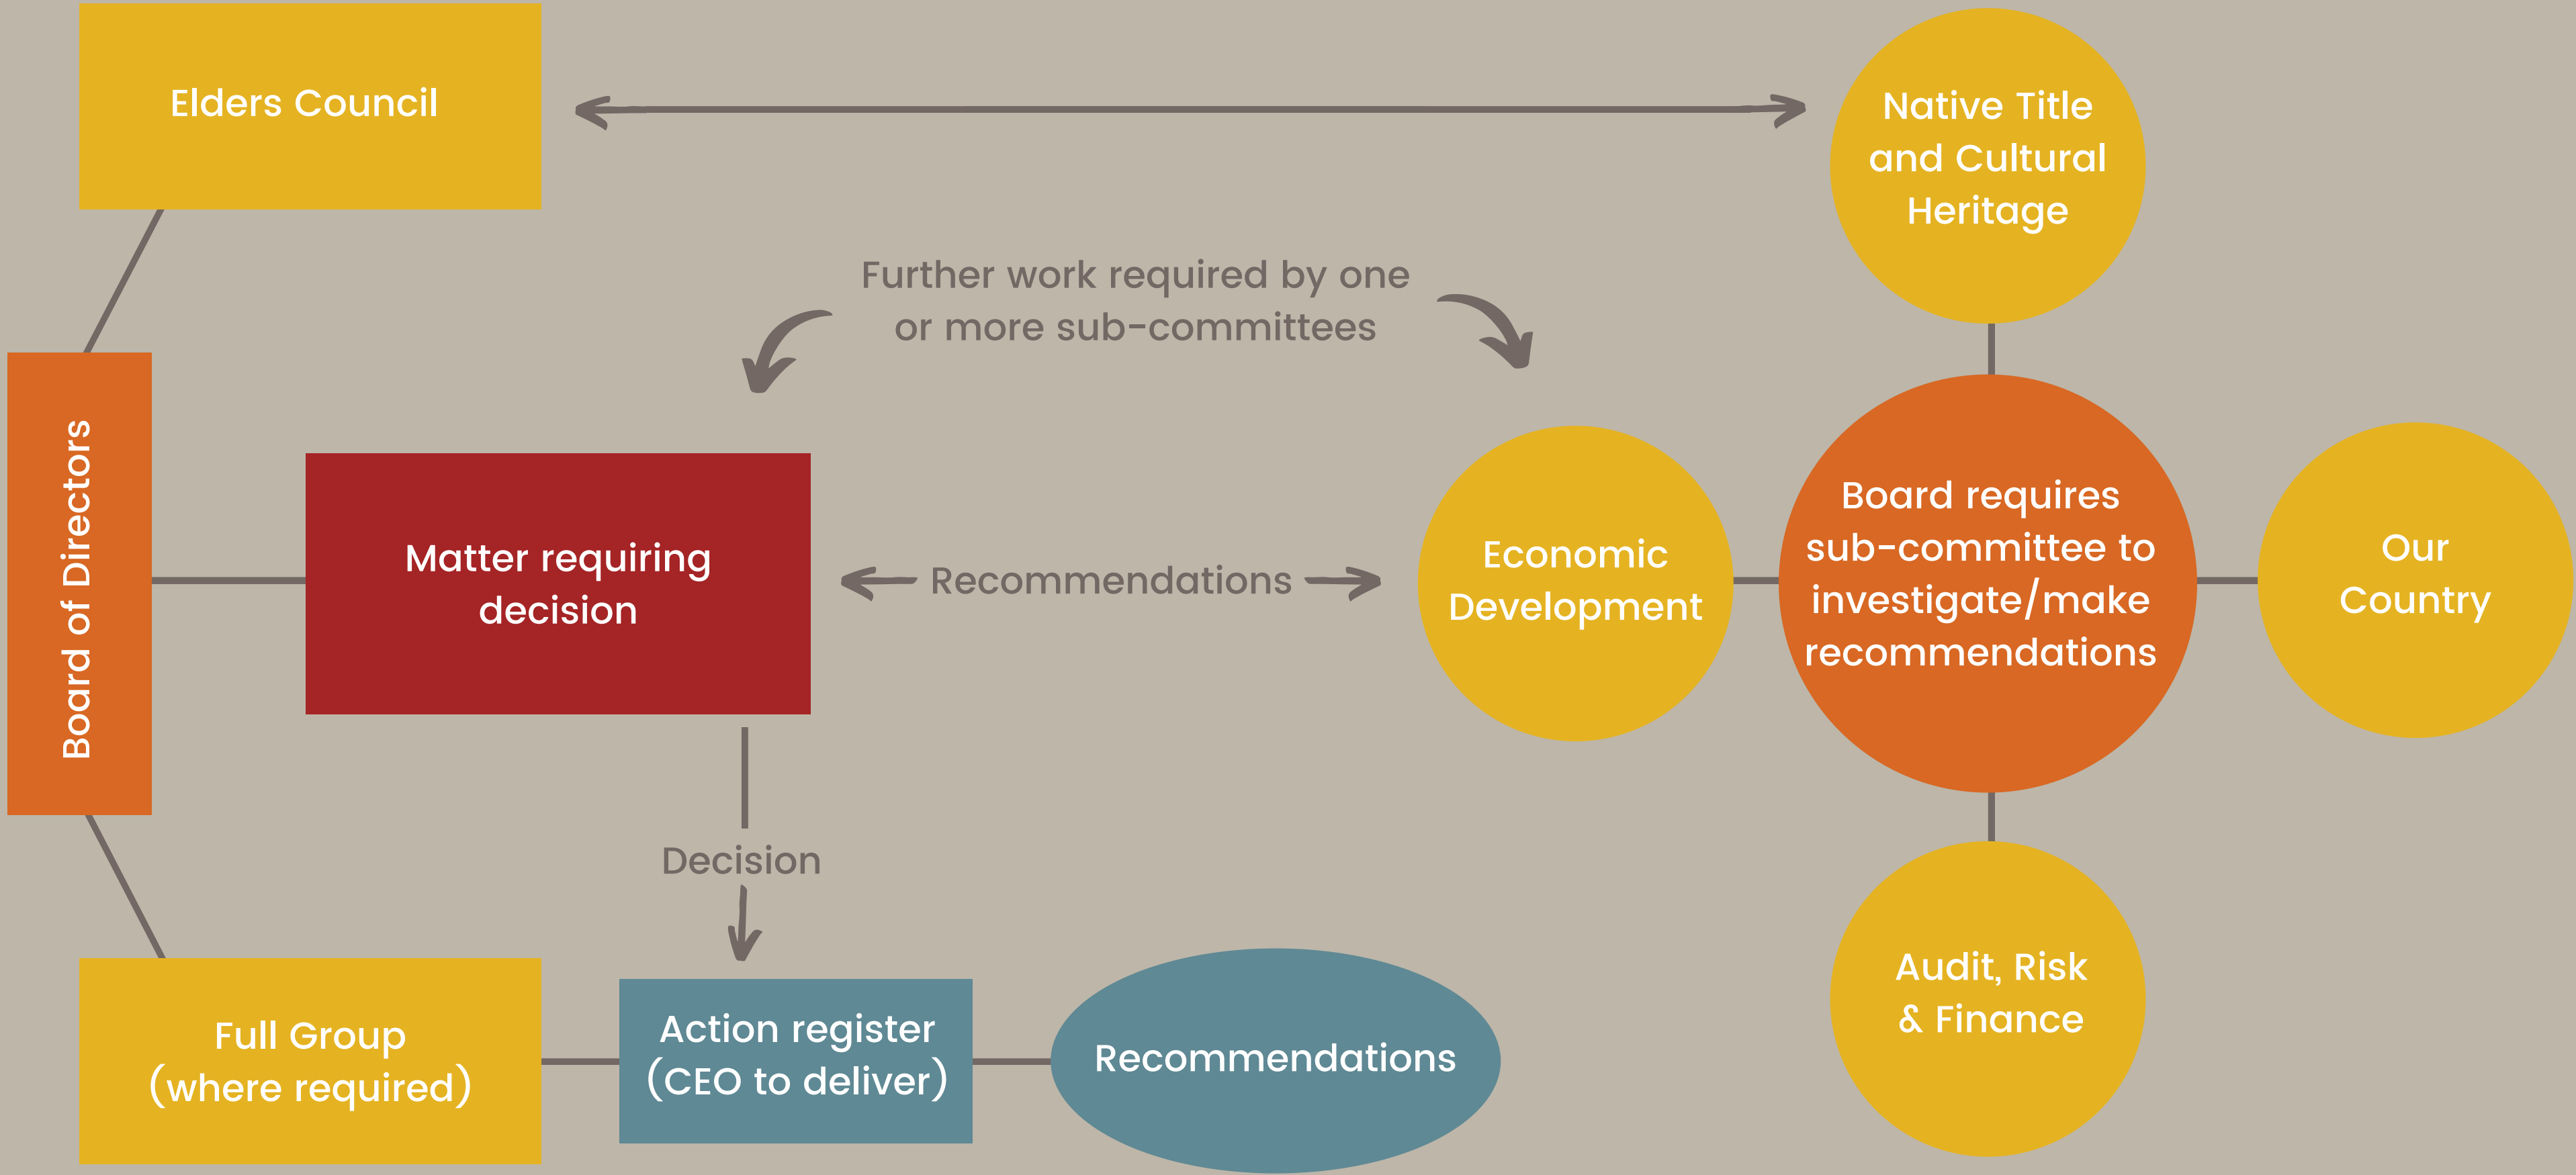 Elders Council
Native Title
and Cultural
Heritage
Further work required by one
or more sub-committees
Board of Directors
Matter requiring
decision
Recommendations
Economic
Development
Board requires
sub-committee to
investigate/make
recommendations
Our
Country
Decision
Full Group
(where required)
Action register
(CEO to deliver)
Recommendations
Audit, Risk
& Finance